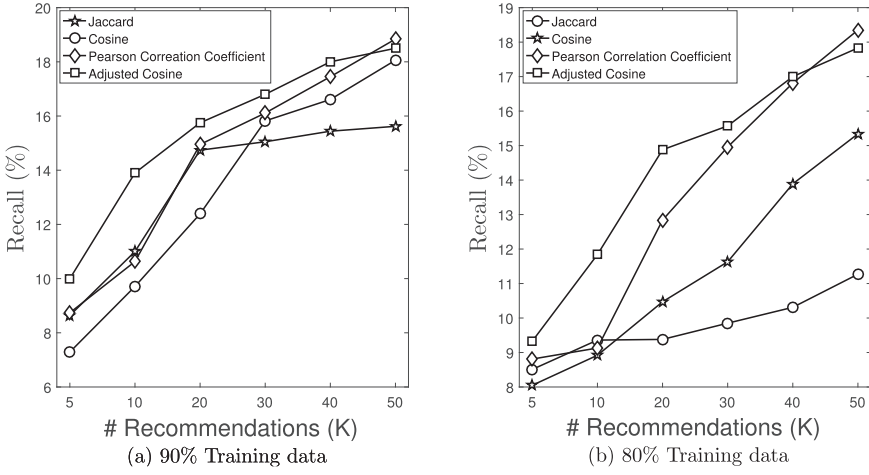 20
18
16
14
12
10
8
6
Recall (%)
Jaccard
Cosine
Pearson Correation Coefficient
Adjusted Cosine
5
10
20
30
40
50
# Recommendations (K)
(a) 90% Training data
19
18
17
16
15
14
13
12
11
10
9
8
Recall (%)
Jaccard
Cosine
Pearson Correlation Coefficient
Adjusted Cosine
5
10
20
30
40
50
# Recommendations (K)
(b) 80% Training data